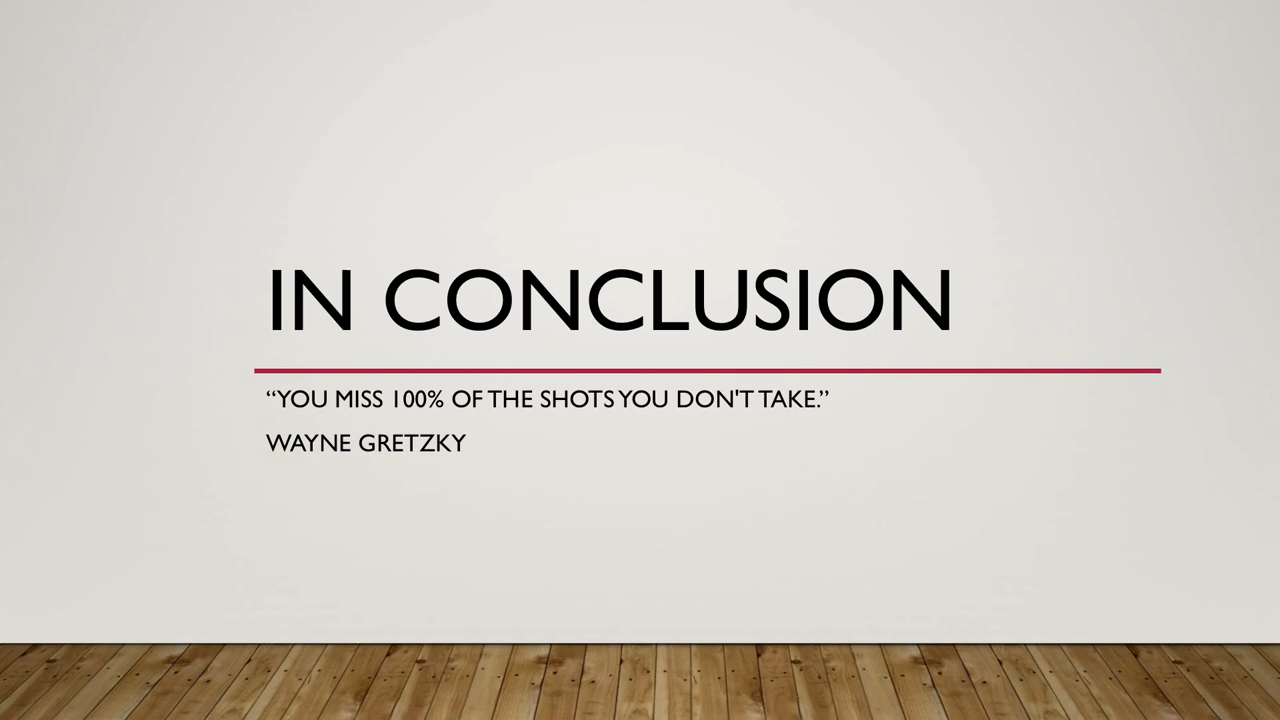 IN CONCLUSION
“YOU MISS 100% OF THE SHOTS YOU DON'T TAKE.”
WAYNE GRETZKY